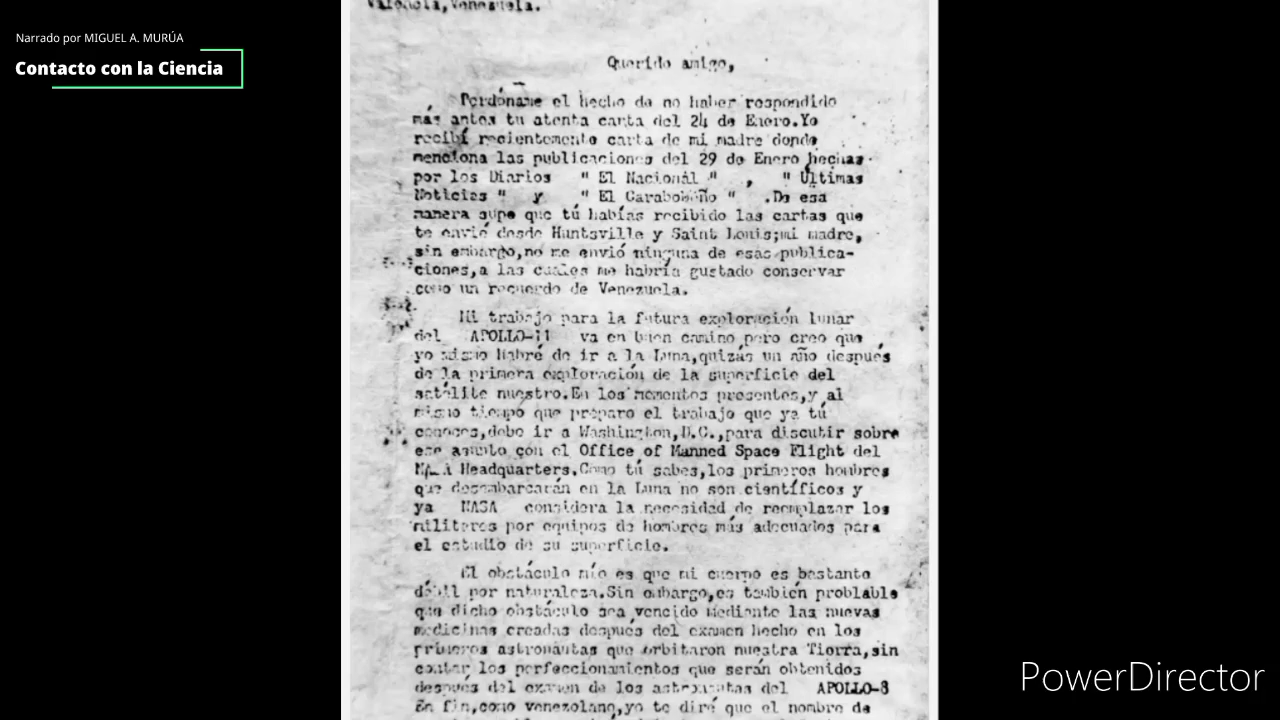 Narrado por MIGUEL A. MURÚA
Contacto con la Ciencia
Valencia,Venezuela.
Querido amigo,
Perdóname el hecho de no haber respondido
más antes tu atenta carta del 24 de Enero.Yo
recibí recientemente carta de mi madre donde
menciona las publicaciones del 29 de Enero hechas
por los Diarios " El Nacional " , " Ultimas
Noticias " y " El Carabobeño " .De esa
manera supe que tú habías recibido las cartas que
te envié desde Huntsville y Saint Louis;mi madre,
sin embargo,no me envió ninguna de esas publica-
ciones,a las cuales me habría gustado conservar
como un recuerdo de Venezuela.
Mi trabajo para la futura exploración lunar
del APOLLO-11 va en buen camino pero creo que
yo mismo habré de ir a la Luna,quizás un año después
de la primera exploración de la superficie del
satélite nuestro.En los momentos presentes,y al
mismo tiempo que preparo el trabajo que ya tú
conoces,debo ir a Washington,D.C.,para discutir sobre
ese asunto con el Office of Manned Space Flight del
NASA Headquarters.Como tú sabes,los primeros hombres
que desembarcarán en la Luna no son científicos y
ya NASA considera la necesidad de reemplazar los
militares por equipos de hombres más adecuados para
el estudio de su superficie.
El obstáculo mío es que mi cuerpo es bastante
débil por naturaleza.Sin embargo,es también problable
que dicho obstáculo sea vencido mediante las nuevas
medicinas creadas después del examen hecho en los
primeros astronautas que orbitaron nuestra Tierra,sin
contar los perfeccionamientos que serán obtenidos
después del examen de los astronautas del APOLLO-8
En fin,como venezolano,yo te diré que el nombre de
PowerDirector